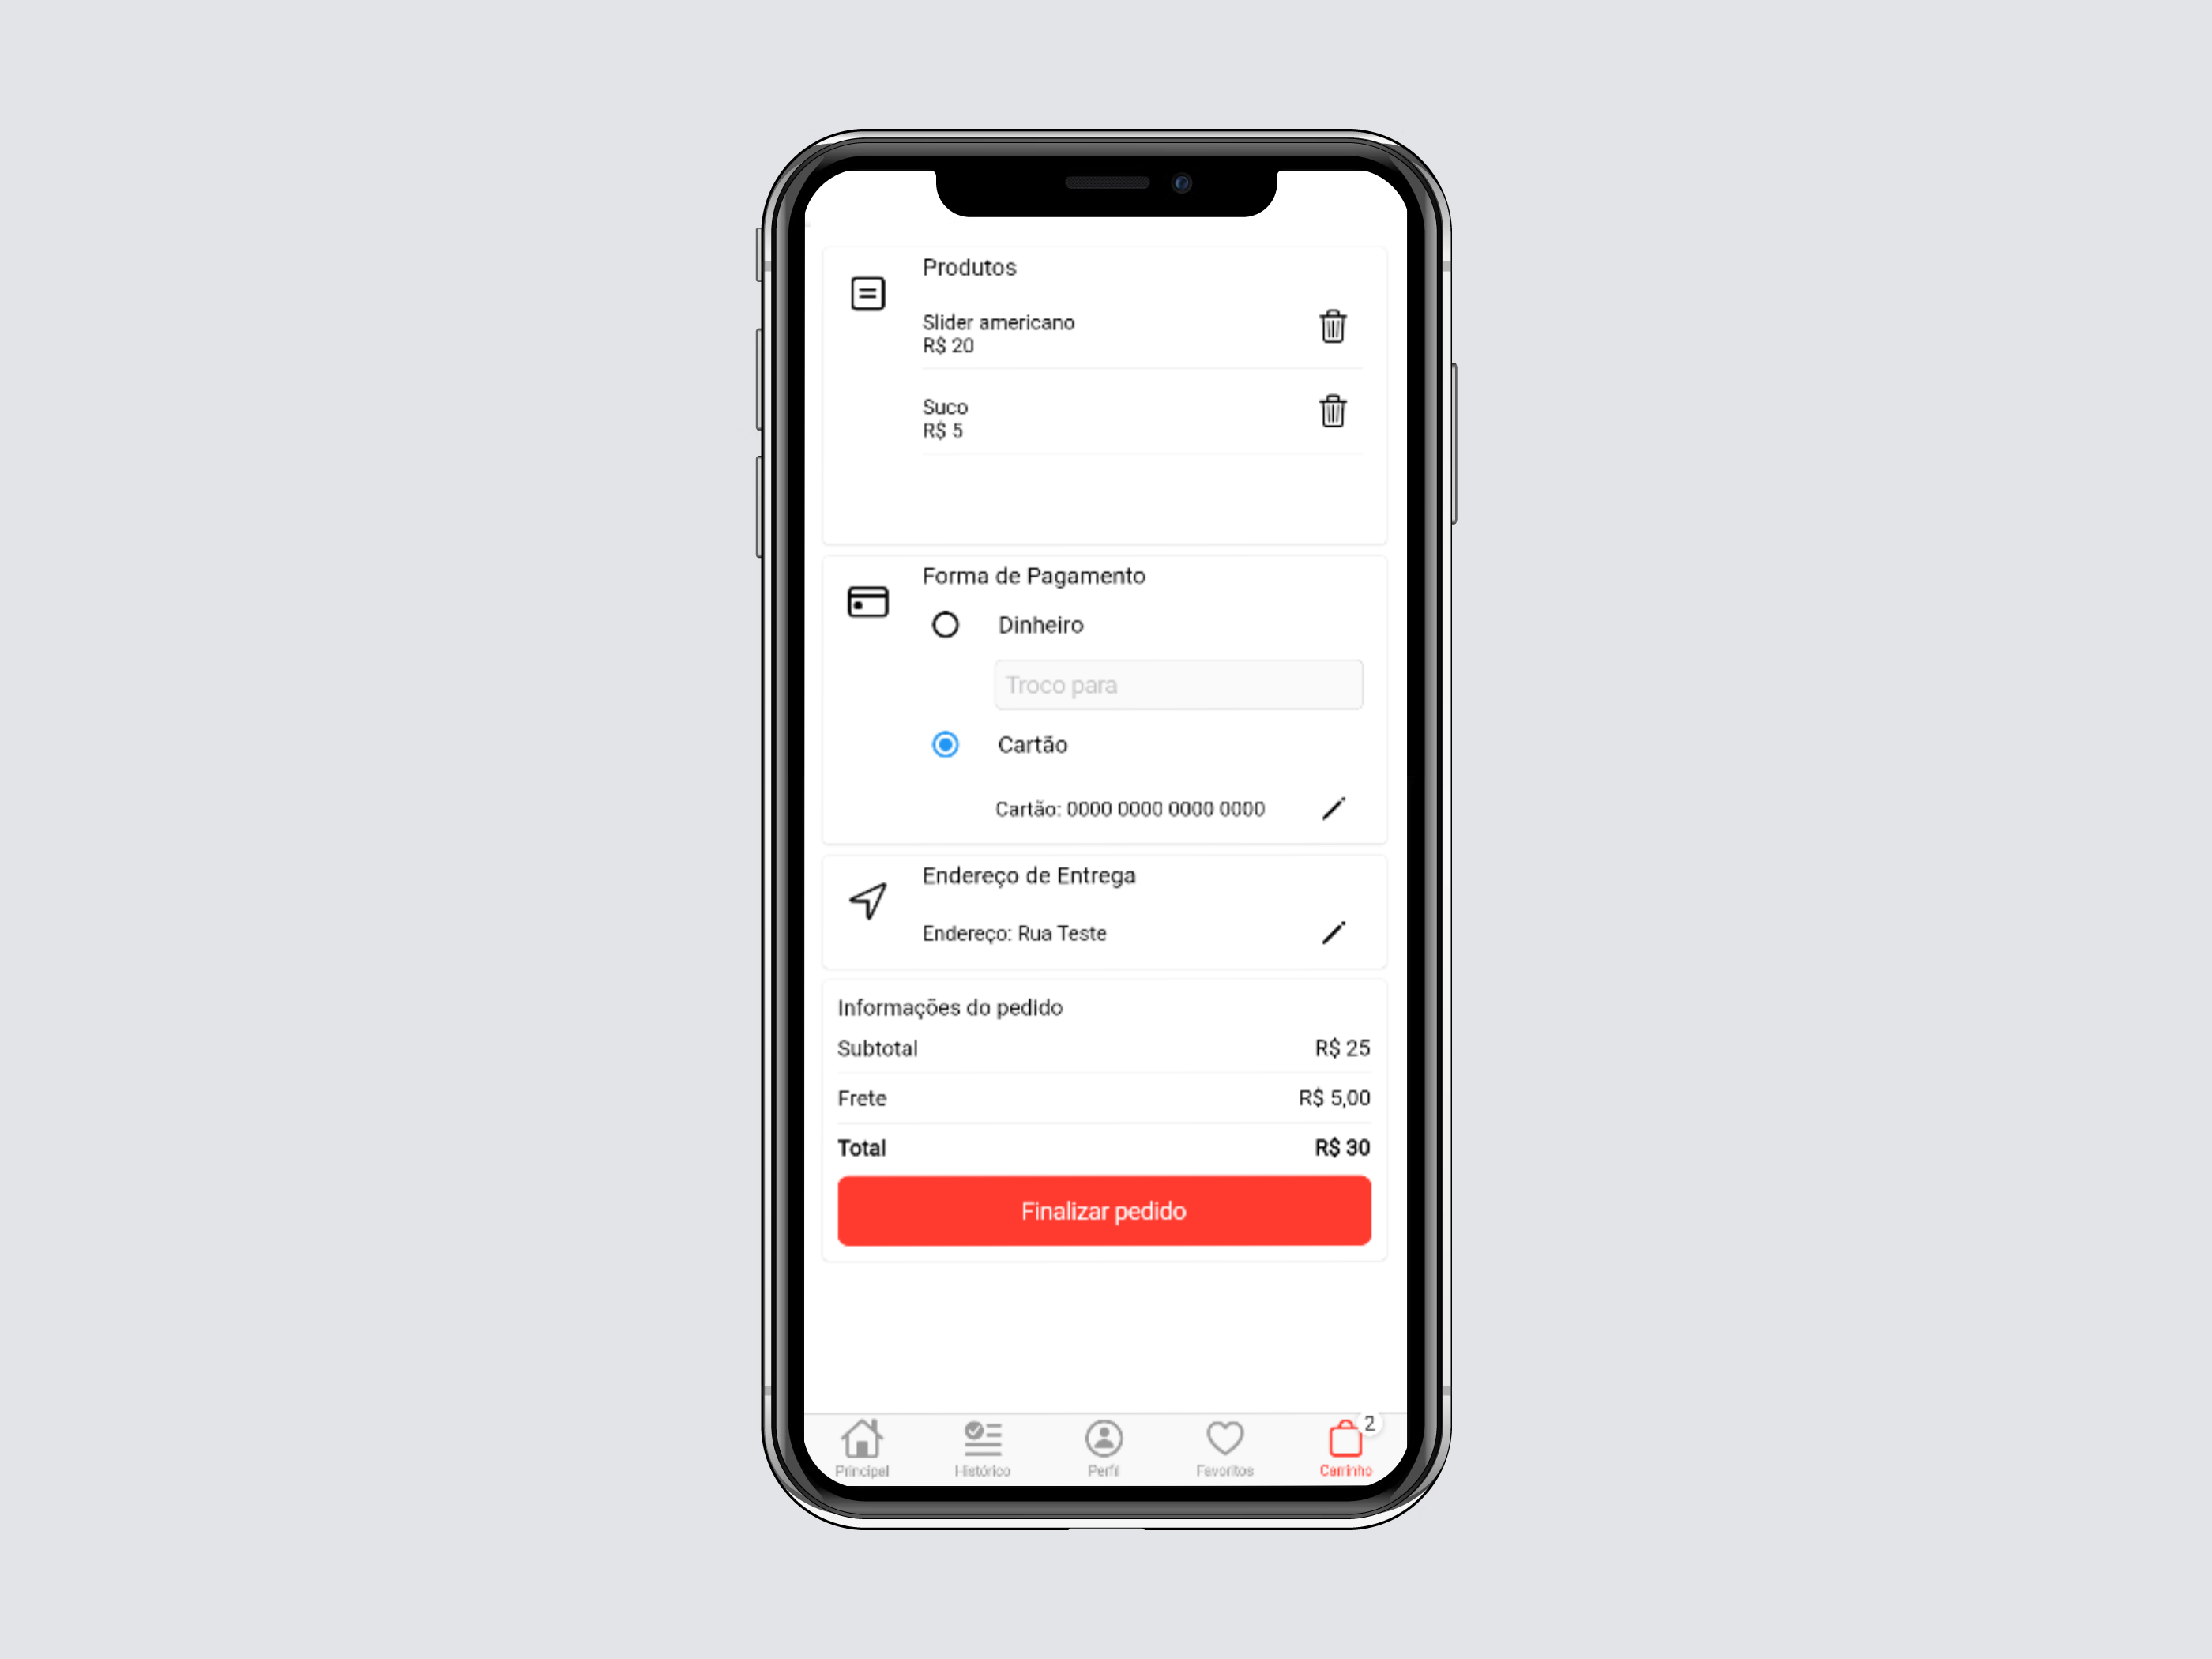 Produtos
Slider americano
R$ 20
Suco
R$ 5
Forma de Pagamento
Dinheiro
Troco para
Cartão
Cartão: 0000 0000 0000 0000
Endereço de Entrega
Endereço: Rua Teste
Informações do pedido
Subtotal R$ 25
Frete R$ 5,00
Total R$ 30
Finalizar pedido
2
Principal Histórico Perfil Favoritos Carrinho